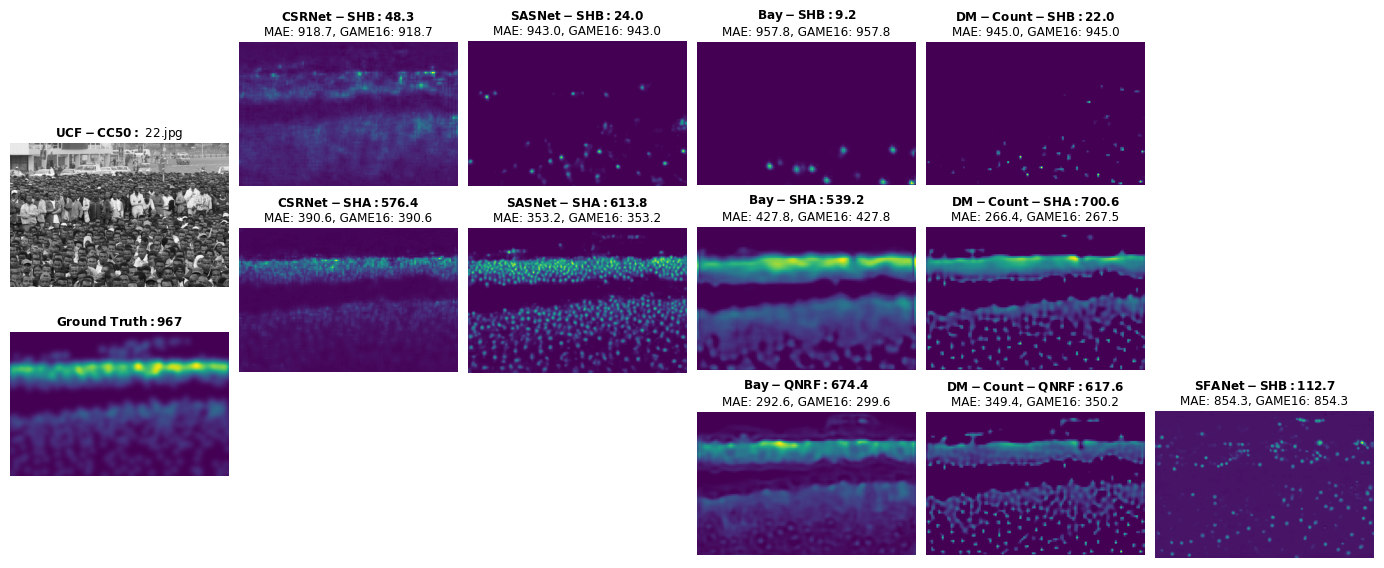 CSRNet−SHB: 48.3
MAE: 918.7, GAME16: 918.7
SASNet−SHB: 24.0
MAE: 943.0, GAME16: 943.0
Bay−SHB: 9.2
MAE: 957.8, GAME16: 957.8
DM−Count−SHB: 22.0
MAE: 945.0, GAME16: 945.0
UCF−CC50: 22.jpg
CSRNet−SHA: 576.4
MAE: 390.6, GAME16: 390.6
SASNet−SHA: 613.8
MAE: 353.2, GAME16: 353.2
Bay−SHA: 539.2
MAE: 427.8, GAME16: 427.8
DM−Count−SHA: 700.6
MAE: 266.4, GAME16: 267.5
Ground Truth: 967
Bay−QNRF: 674.4
MAE: 292.6, GAME16: 299.6
DM−Count−QNRF: 617.6
MAE: 349.4, GAME16: 350.2
SFANet−SHB: 112.7
MAE: 854.3, GAME16: 854.3